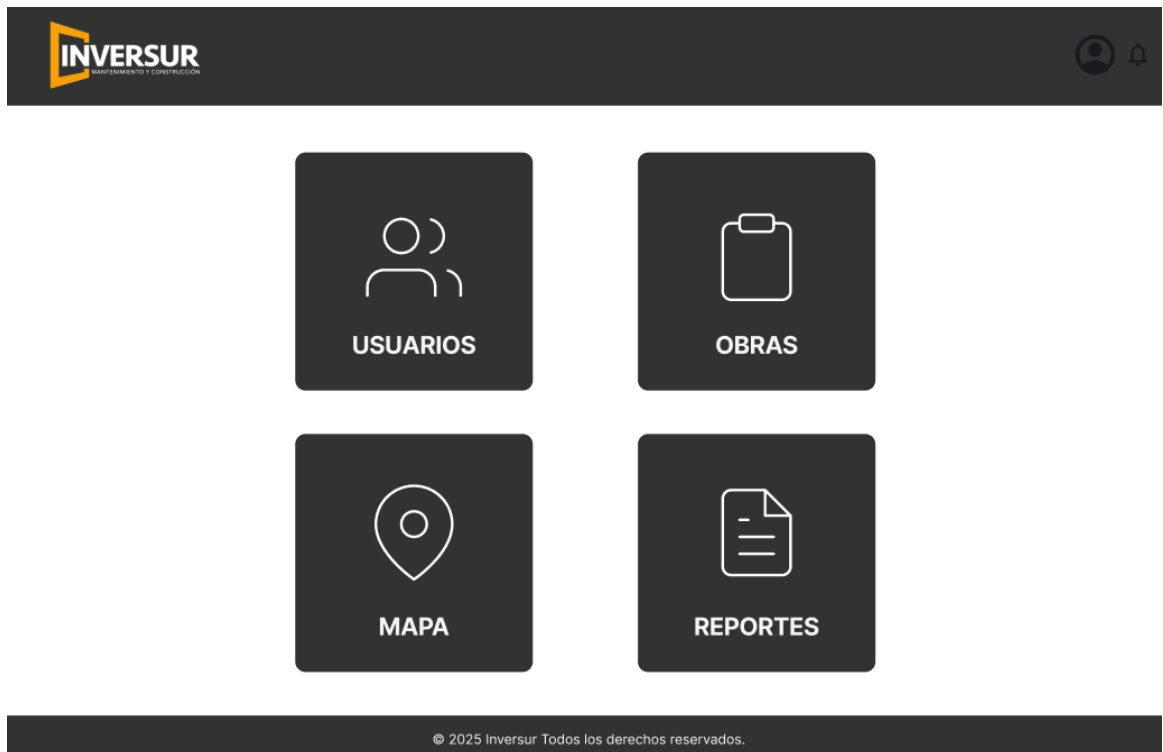 INVERSUR
MANTENIMIENTO Y CONSTRUCCIÓN
USUARIOS
OBRAS
MAPA
REPORTES
© 2025 Inversur Todos los derechos reservados.